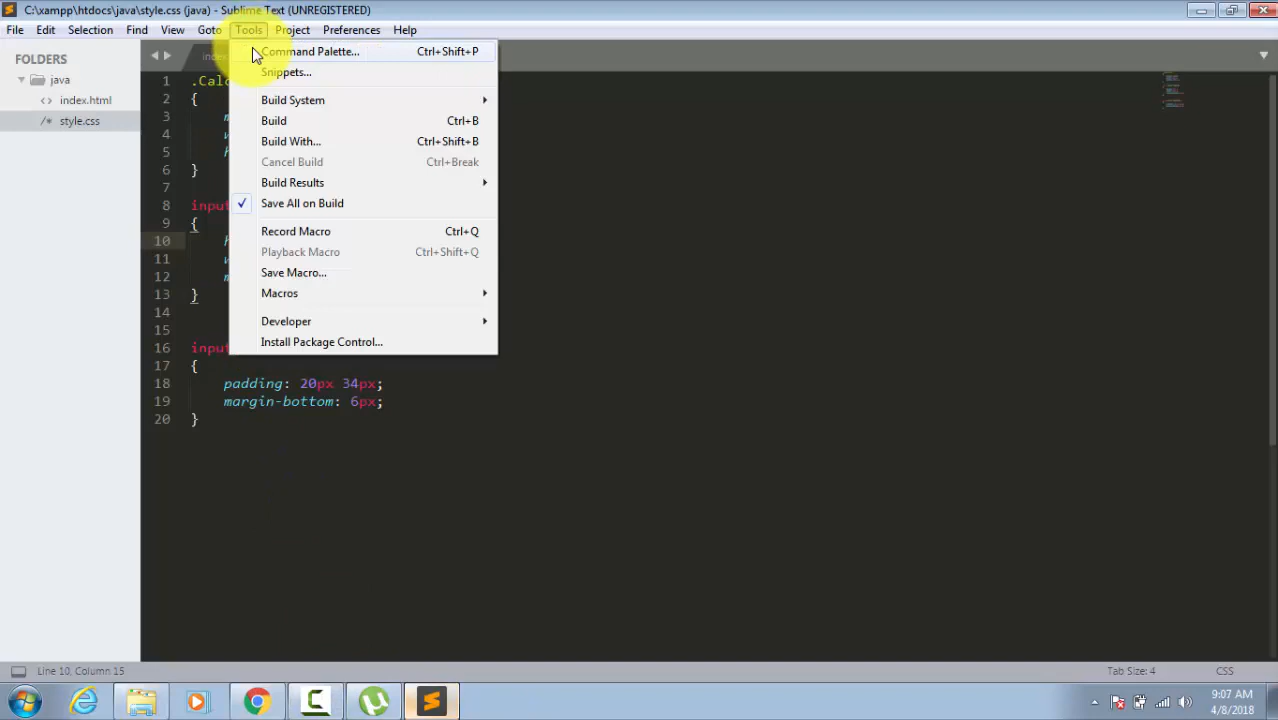 C:\xampp\htdocs\java\style.css (java) - Sublime Text (UNREGISTERED)
File Edit Selection Find View Goto Tools Project Preferences Help
FOLDERS
java
index.html
style.css
Command Palette... Ctrl+Shift+P
Snippets...
Build System
Build Ctrl+B
Build With... Ctrl+Shift+B
Cancel Build Ctrl+Break
Build Results
Save All on Build
Record Macro Ctrl+Q
Playback Macro Ctrl+Shift+Q
Save Macro...
Macros
Developer
Install Package Control...
1 .Calc
2 {
3
4
5
6 }
7
8 input
9 {
10
11
12
13 }
14
15
16 input
17 {
18 padding: 20px 34px;
19 margin-bottom: 6px;
20 }
Line 10, Column 15 Tab Size: 4 CSS
9:07 AM
4/8/2018